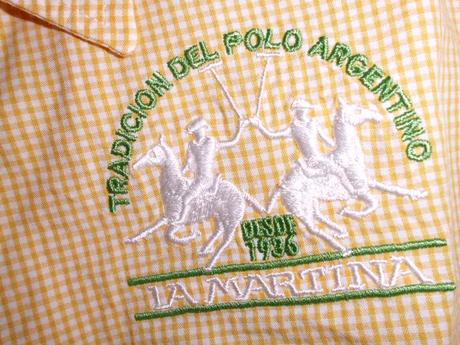 TRADICION DEL POLO ARGENTINO
DESDE
1986
LA MARTINA